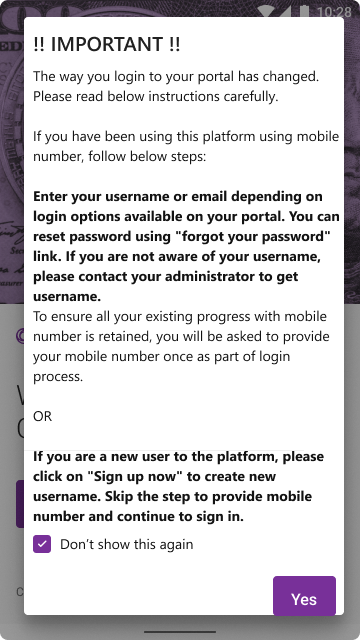 10:28
!! IMPORTANT !!
The way you login to your portal has changed.
Please read below instructions carefully.
If you have been using this platform using mobile
number, follow below steps:
Enter your username or email depending on
login options available on your portal. You can
reset password using "forgot your password"
link. If you are not aware of your username,
please contact your administrator to get
username.
To ensure all your existing progress with mobile
number is retained, you will be asked to provide
your mobile number once as part of login
process.
OR
If you are a new user to the platform, please
click on "Sign up now" to create new
username. Skip the step to provide mobile
number and continue to sign in.
Don't show this again
Yes